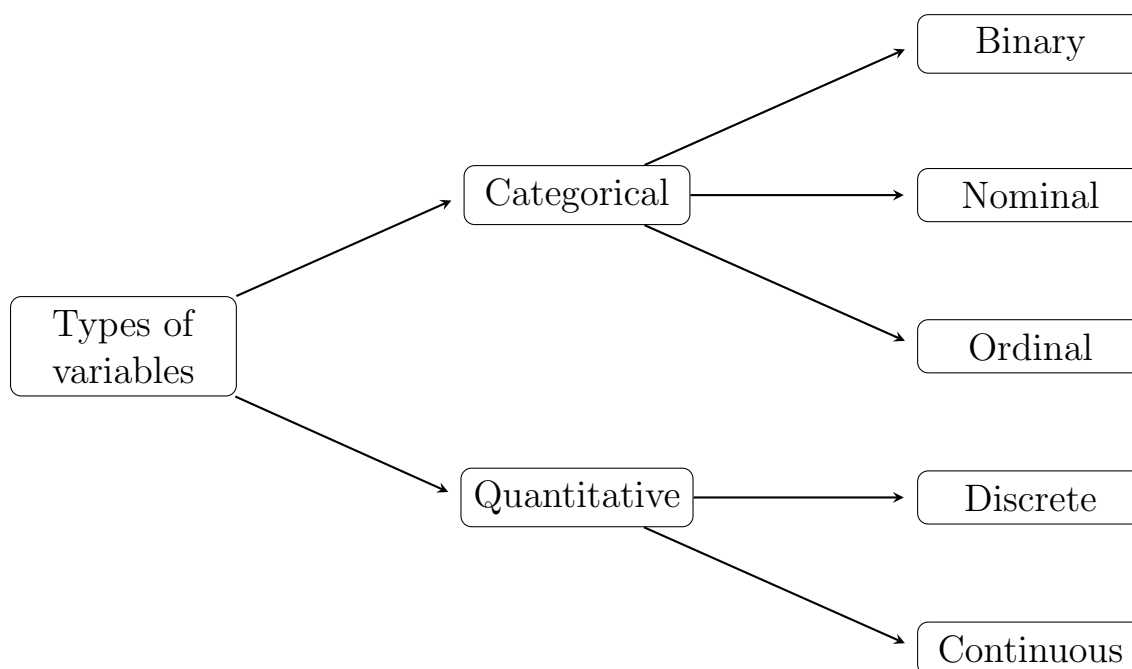 Binary
Categorical
Nominal
Types of
variables
Ordinal
Quantitative
Discrete
Continuous